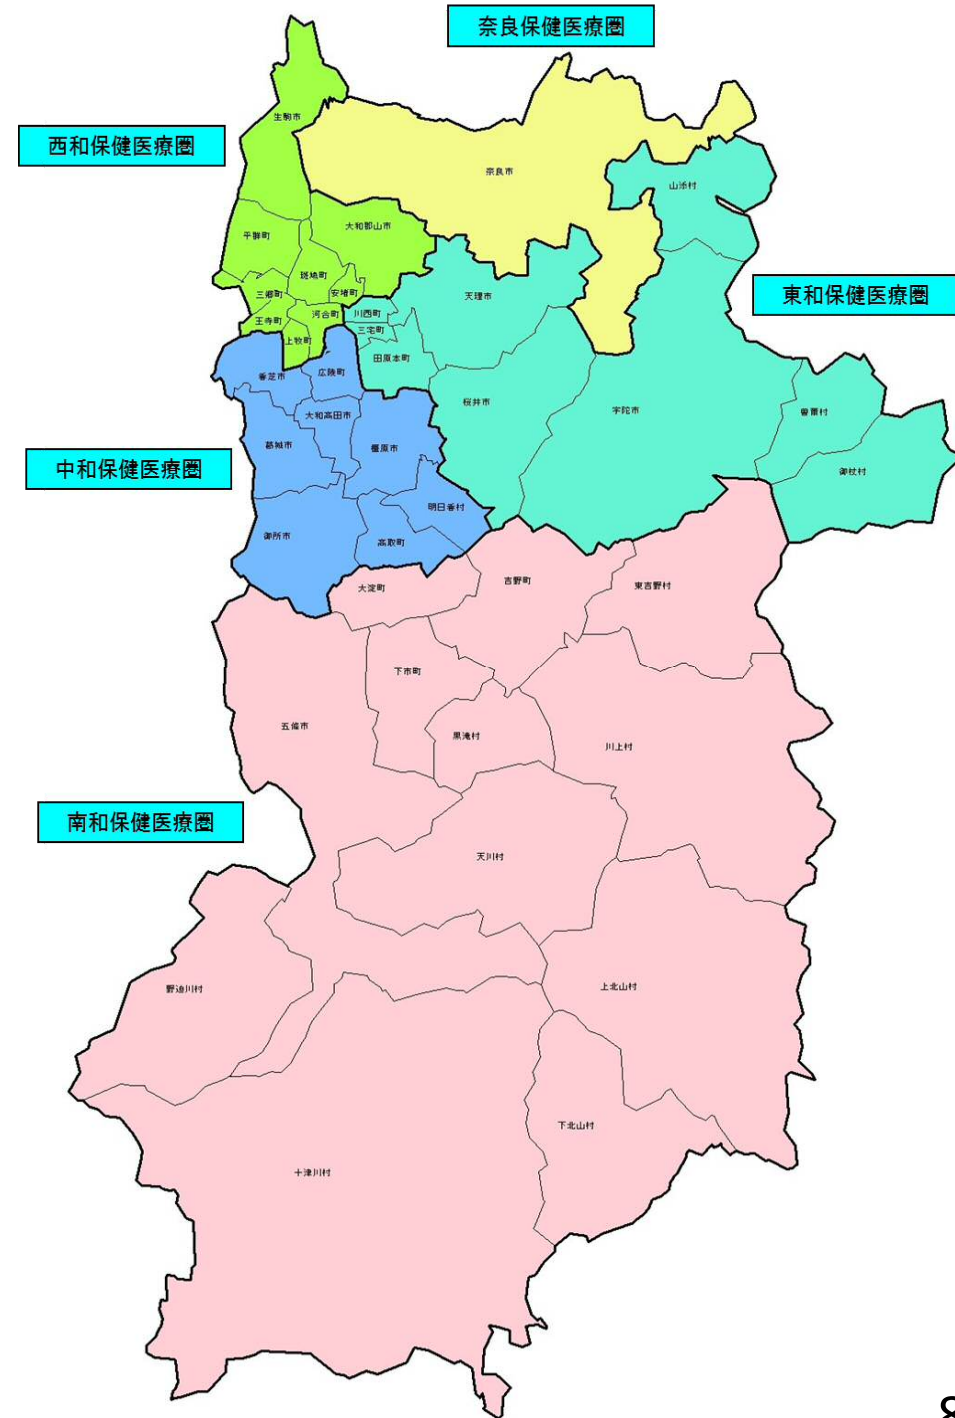 奈良保健医療圏
生駒市
西和保健医療圏
奈良市
山添村
大和郡山市
平群町
斑鳩町
三郷町
安堵町
天理市
東和保健医療圏
河合町
川西町
王寺町
三宅町
上牧町
田原本町
広陵町
香芝市
桜井市
宇陀市
曽爾村
大和高田市
葛城市
橿原市
中和保健医療圏
御杖村
明日香村
御所市
高取町
大淀町
吉野町
東吉野村
下市町
五條市
黒滝村
川上村
南和保健医療圏
天川村
野迫川村
上北山村
下北山村
十津川村